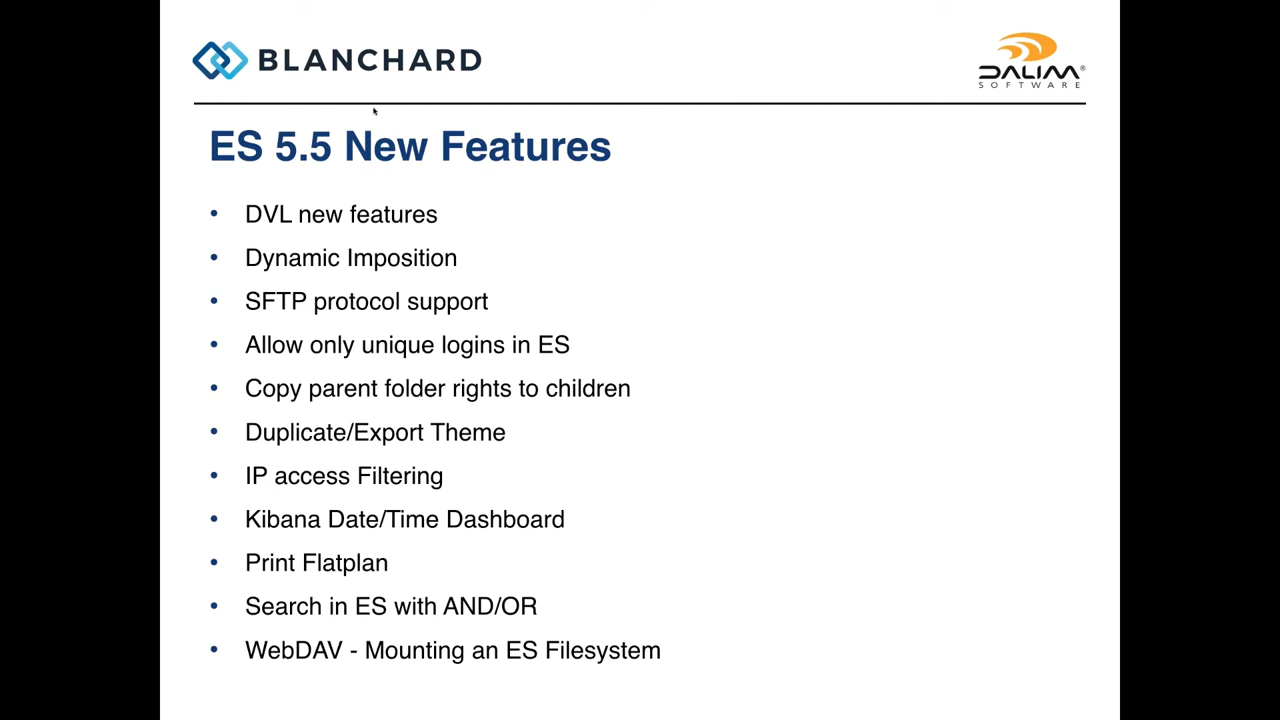 BLANCHARD
DALIM®
SOFTWARE
ES 5.5 New Features
• DVL new features
• Dynamic Imposition
• SFTP protocol support
• Allow only unique logins in ES
• Copy parent folder rights to children
• Duplicate/Export Theme
• IP access Filtering
• Kibana Date/Time Dashboard
• Print Flatplan
• Search in ES with AND/OR
• WebDAV - Mounting an ES Filesystem